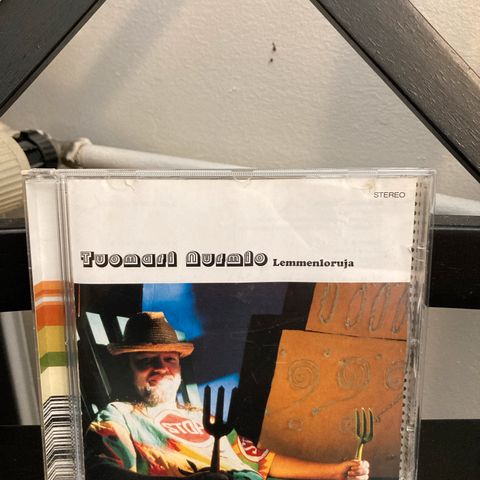 STEREO
Tuomari Nurmio Lemmenloruja
STOP